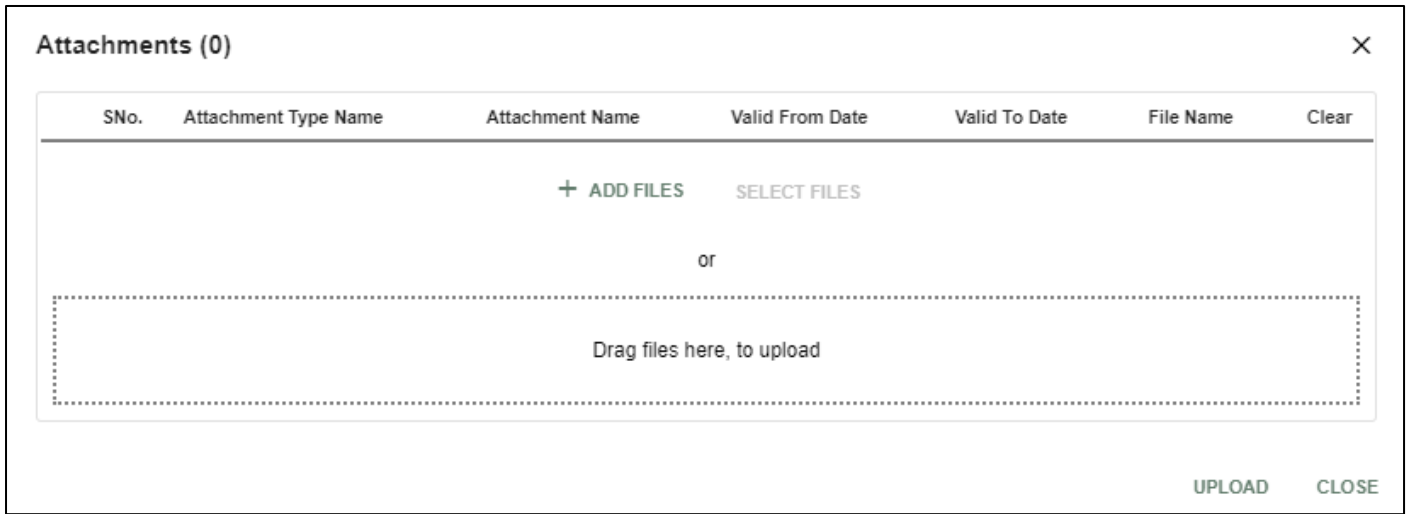 Attachments (0)
SNo. Attachment Type Name Attachment Name Valid From Date Valid To Date File Name Clear
+ ADD FILES SELECT FILES
or
Drag files here, to upload
UPLOAD CLOSE